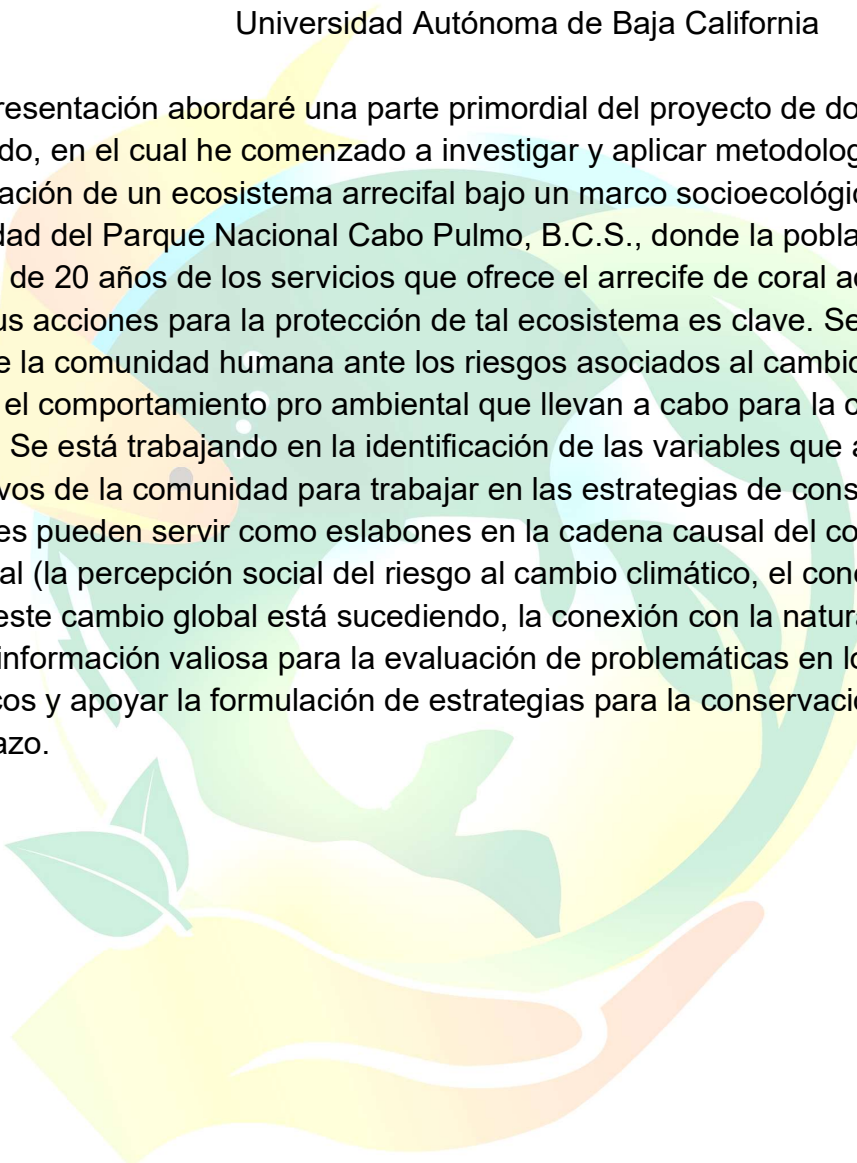 Universidad Autónoma de Baja California
resentación abordaré una parte primordial del proyecto de do
do, en el cual he comenzado a investigar y aplicar metodolog
ación de un ecosistema arrecifal bajo un marco socioecológic
dad del Parque Nacional Cabo Pulmo, B.C.S., donde la pobla
de 20 años de los servicios que ofrece el arrecife de coral a
us acciones para la protección de tal ecosistema es clave. Se
e la comunidad humana ante los riesgos asociados al cambio
el comportamiento pro ambiental que llevan a cabo para la c
Se está trabajando en la identificación de las variables que a
vos de la comunidad para trabajar en las estrategias de cons
es pueden servir como eslabones en la cadena causal del co
al (la percepción social del riesgo al cambio climático, el cono
este cambio global está sucediendo, la conexión con la natura
información valiosa para la evaluación de problemáticas en lo
cos y apoyar la formulación de estrategias para la conservaci
azo.